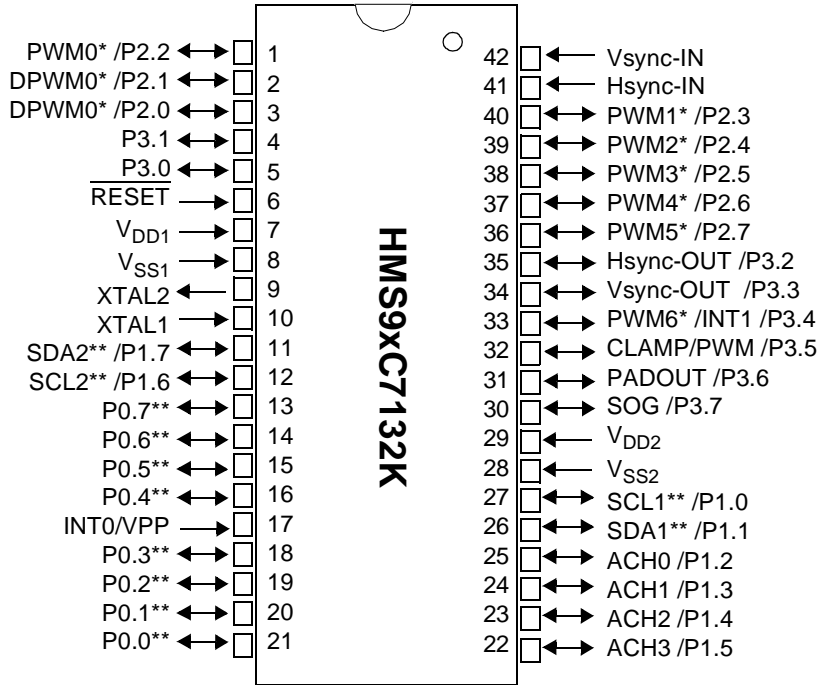 PWM0* /P2.2 1
DPWM0* /P2.1 2
DPWM0* /P2.0 3
P3.1 4
P3.0 5
RESET 6
VDD1 7
VSS1 8
XTAL2 9
XTAL1 10
SDA2** /P1.7 11
SCL2** /P1.6 12
P0.7** 13
P0.6** 14
P0.5** 15
P0.4** 16
INT0/VPP 17
P0.3** 18
P0.2** 19
P0.1** 20
P0.0** 21
HMS9xC7132K
42 Vsync-IN
41 Hsync-IN
40 PWM1* /P2.3
39 PWM2* /P2.4
38 PWM3* /P2.5
37 PWM4* /P2.6
36 PWM5* /P2.7
35 Hsync-OUT /P3.2
34 Vsync-OUT /P3.3
33 PWM6* /INT1 /P3.4
32 CLAMP/PWM /P3.5
31 PADOUT /P3.6
30 SOG /P3.7
29 VDD2
28 VSS2
27 SCL1** /P1.0
26 SDA1** /P1.1
25 ACH0 /P1.2
24 ACH1 /P1.3
23 ACH2 /P1.4
22 ACH3 /P1.5